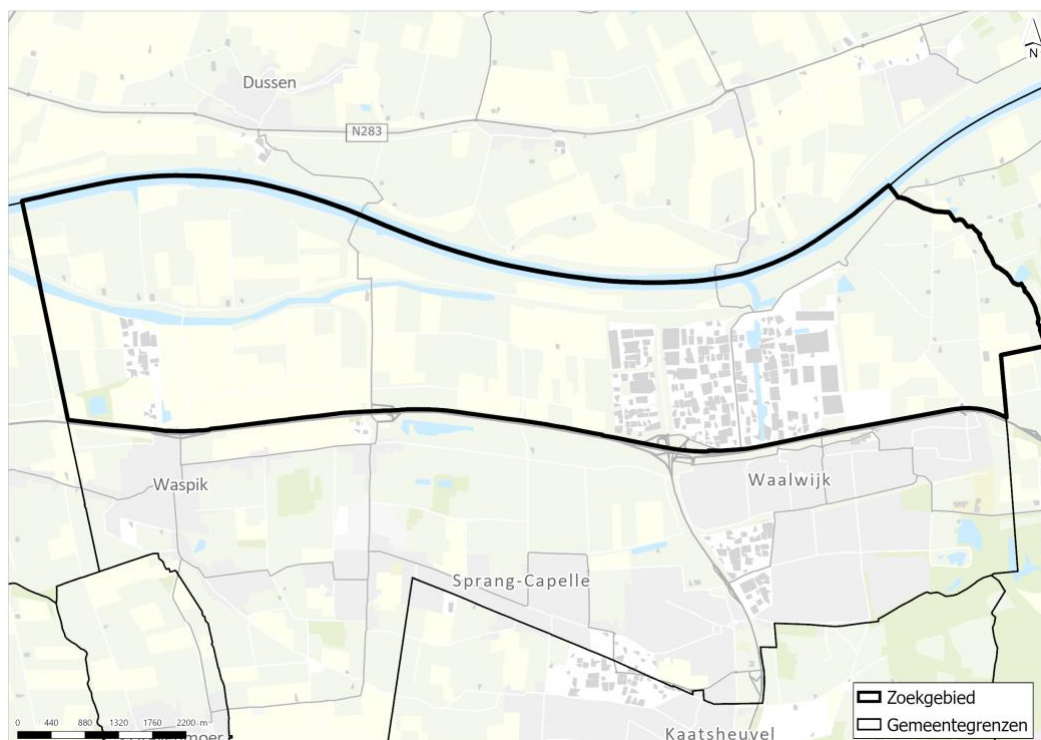 N
Dussen
N283
Waspik
Waalwijk
Sprang-Capelle
Zoekgebied
Gemeentegrenzen
0 440 880 1320 1760 2200 m
Kaatsheuvel